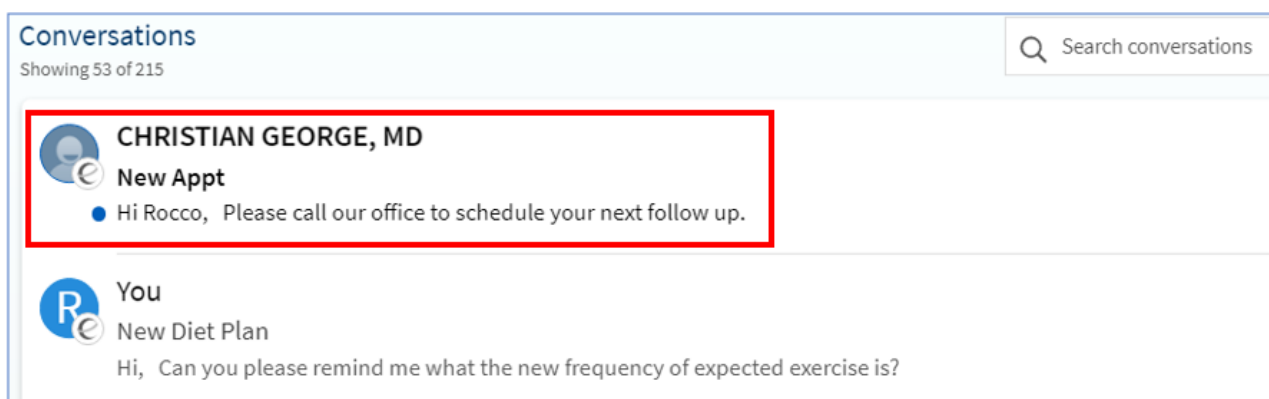 Conversations
Showing 53 of 215
Search conversations
CHRISTIAN GEORGE, MD
New Appt
Hi Rocco,  Please call our office to schedule your next follow up.
R
You
New Diet Plan
Hi,  Can you please remind me what the new frequency of expected exercise is?